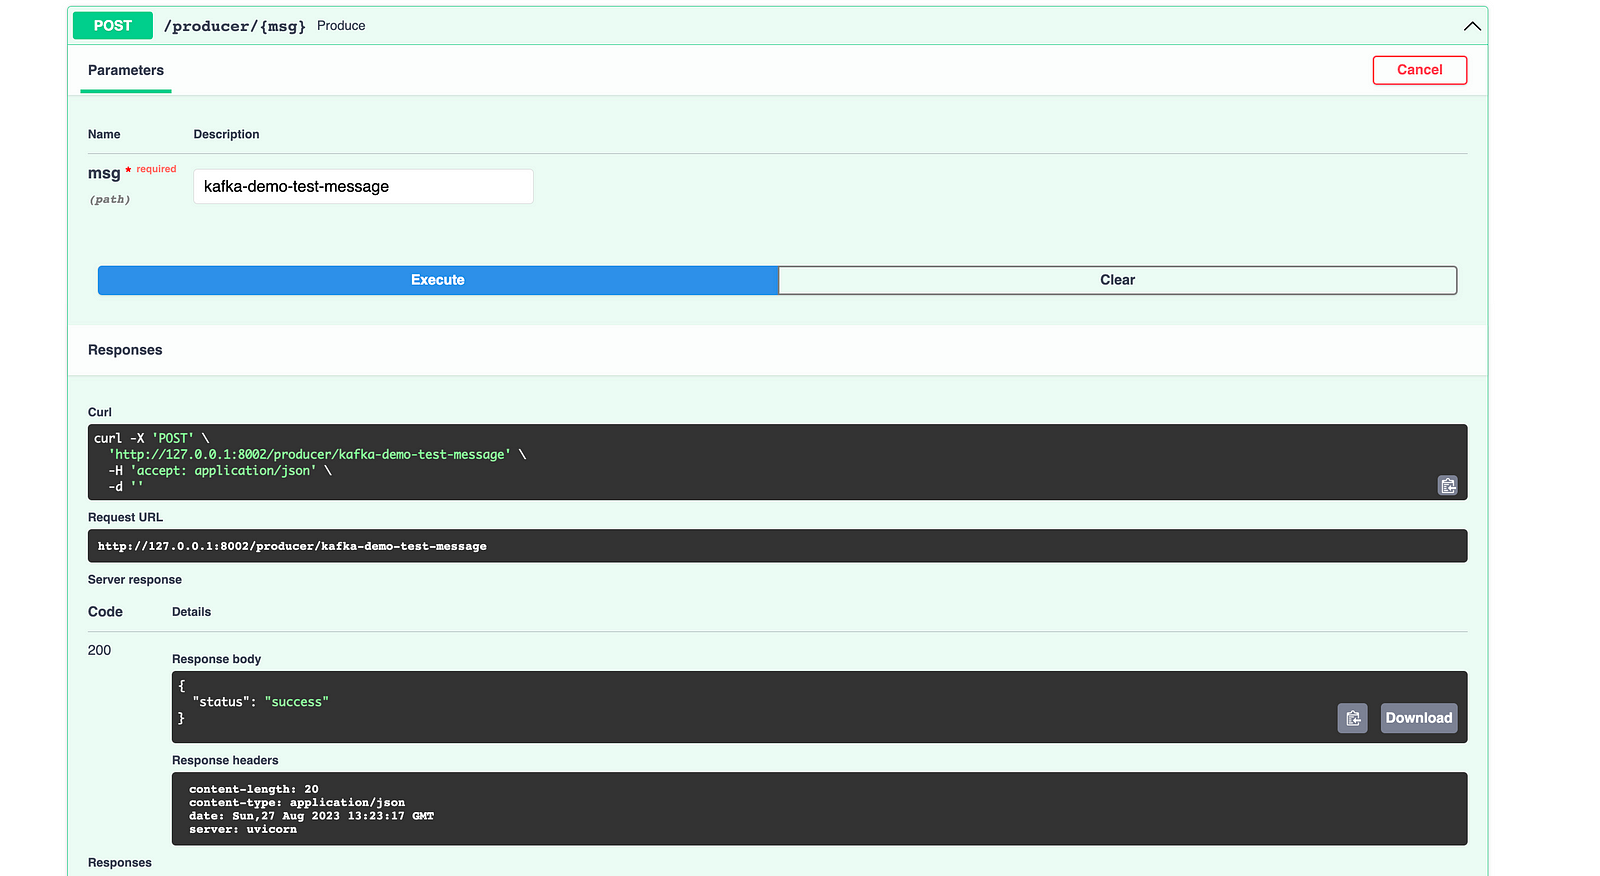 POST /producer/{msg} Produce
Parameters
Cancel
Name Description
msg * required
(path)
kafka-demo-test-message
Execute Clear
Responses
Curl
curl -X 'POST' \
'http://127.0.0.1:8002/producer/kafka-demo-test-message' \
-H 'accept: application/json' \
-d ''
Request URL
http://127.0.0.1:8002/producer/kafka-demo-test-message
Server response
Code Details
200
Response body
{
"status": "success"
}
Download
Response headers
content-length: 20
content-type: application/json
date: Sun,27 Aug 2023 13:23:17 GMT
server: uvicorn
Responses